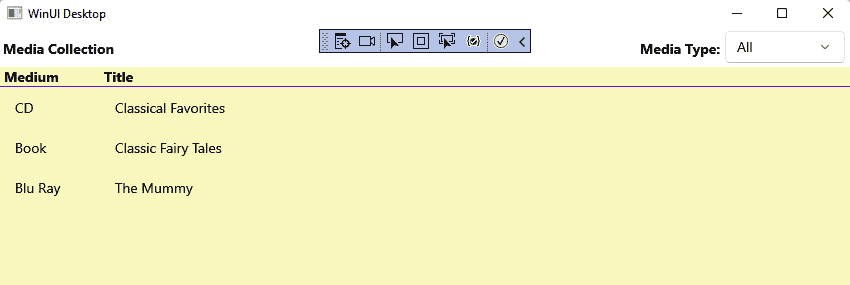 WinUI Desktop
Media Collection Media Type: All
Medium Title
CD Classical Favorites
Book Classic Fairy Tales
Blu Ray The Mummy